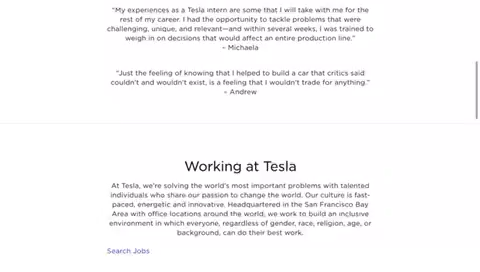 “My experiences as a Tesla intern are some that I will take with me for the
rest of my career. I had the opportunity to tackle problems that were
challenging, unique, and relevant—and within several weeks, I was trained to
weigh in on decisions that would affect an entire production line.”
– Michaela
“Just the feeling of knowing that I helped to build a car that critics said
couldn’t and wouldn’t exist, is a feeling that I wouldn’t trade for anything.”
– Andrew
Working at Tesla
At Tesla, we’re solving the world’s most important problems with talented
individuals who share our passion to change the world. Our culture is fast-
paced, energetic and innovative. Headquartered in the San Francisco Bay
Area with office locations around the world, we work to build an inclusive
environment in which everyone, regardless of gender, race, religion, age, or
background, can do their best work.
Search Jobs